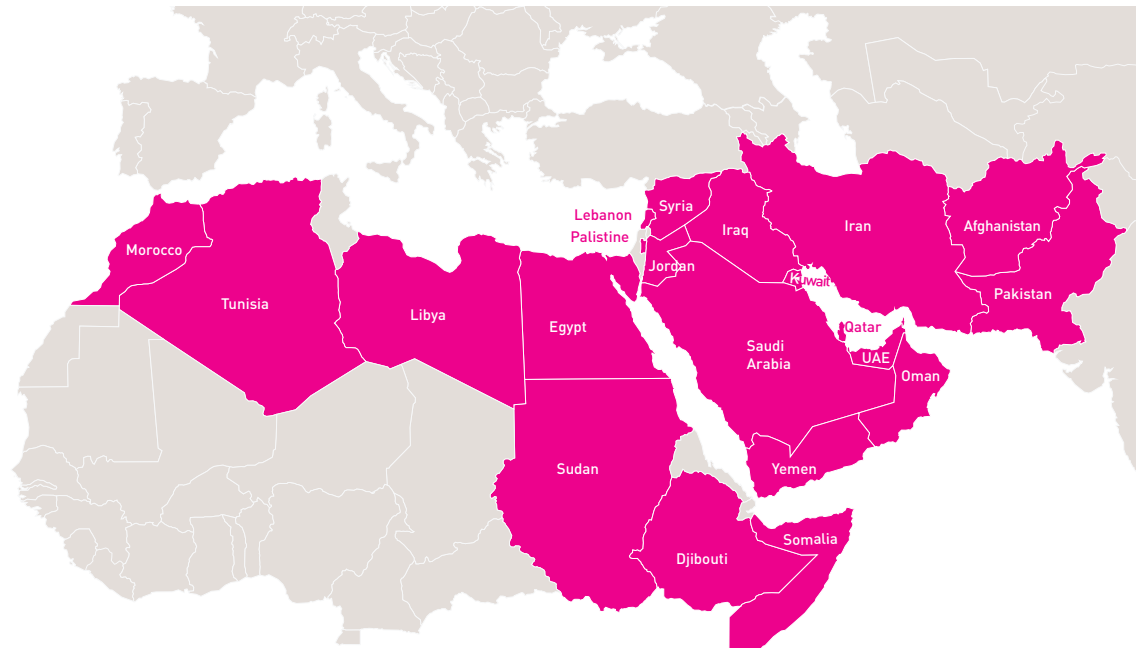 Lebanon
Syria
Palistine
Morocco
Iraq
Iran
Afghanistan
Jordan
Kuwait
Pakistan
Tunisia
Libya
Egypt
Qatar
Saudi
Arabia
UAE
Oman
Sudan
Yemen
Somalia
Djibouti